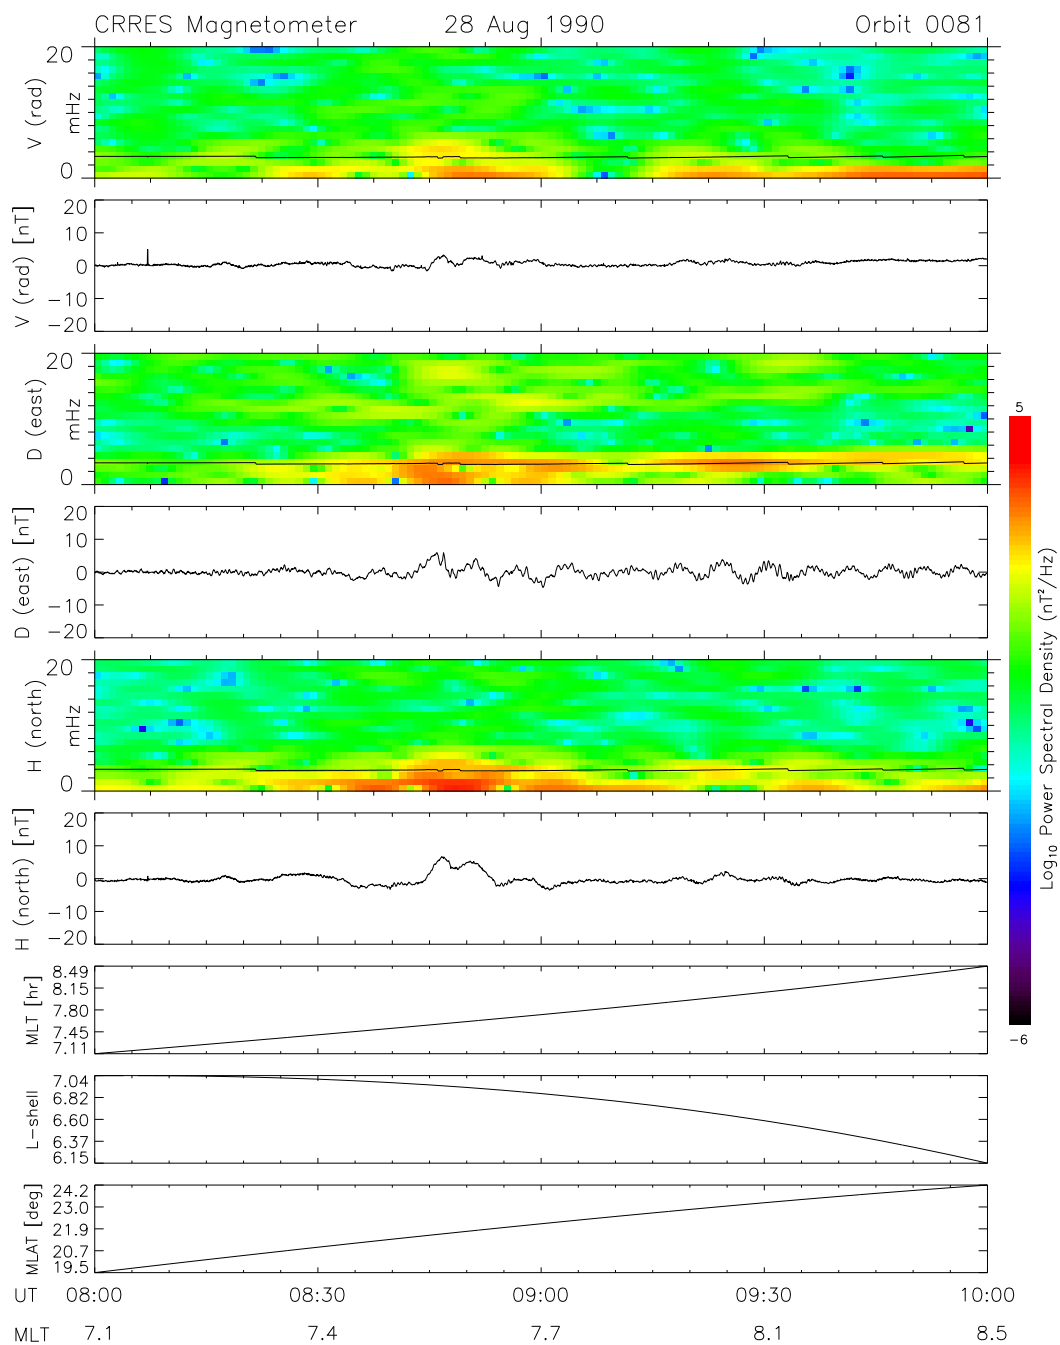 CRRES Magnetometer 28 Aug 1990 Orbit 0081
20
0
V (rad)
mHz
20
10
0
−10
−20
V (rad) [nT]
20
0
D (east)
mHz
20
10
0
−10
−20
D (east) [nT]
20
0
H (north)
mHz
20
10
0
−10
−20
H (north) [nT]
8.49
8.15
7.80
7.45
7.11
MLT [hr]
7.04
6.82
6.60
6.37
6.15
L−shell
24.2
23.0
21.9
20.7
19.5
MLAT [deg]
UT 08:00 08:30 09:00 09:30 10:00
MLT 7.1 7.4 7.7 8.1 8.5
5
−6
Log10 Power Spectral Density (nT²/Hz)